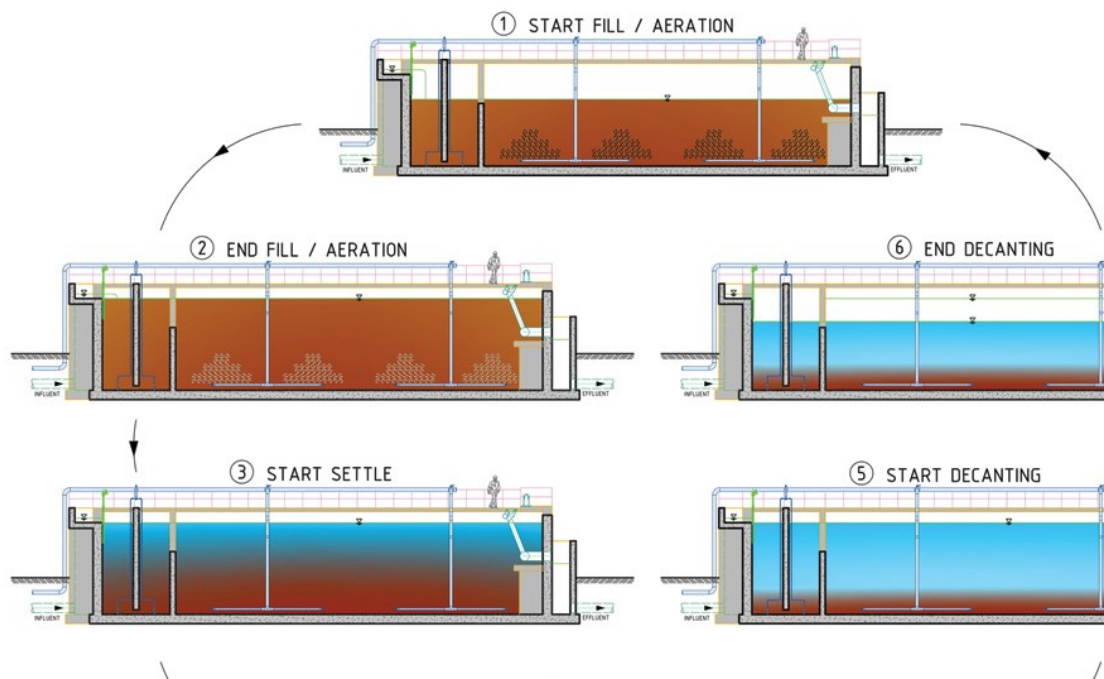 ① START FILL / AERATION
INFLUENT
EFFLUENT
② END FILL / AERATION
INFLUENT
EFFLUENT
⑥ END DECANTING
INFLUENT
③ START SETTLE
INFLUENT
EFFLUENT
⑤ START DECANTING
INFLUENT